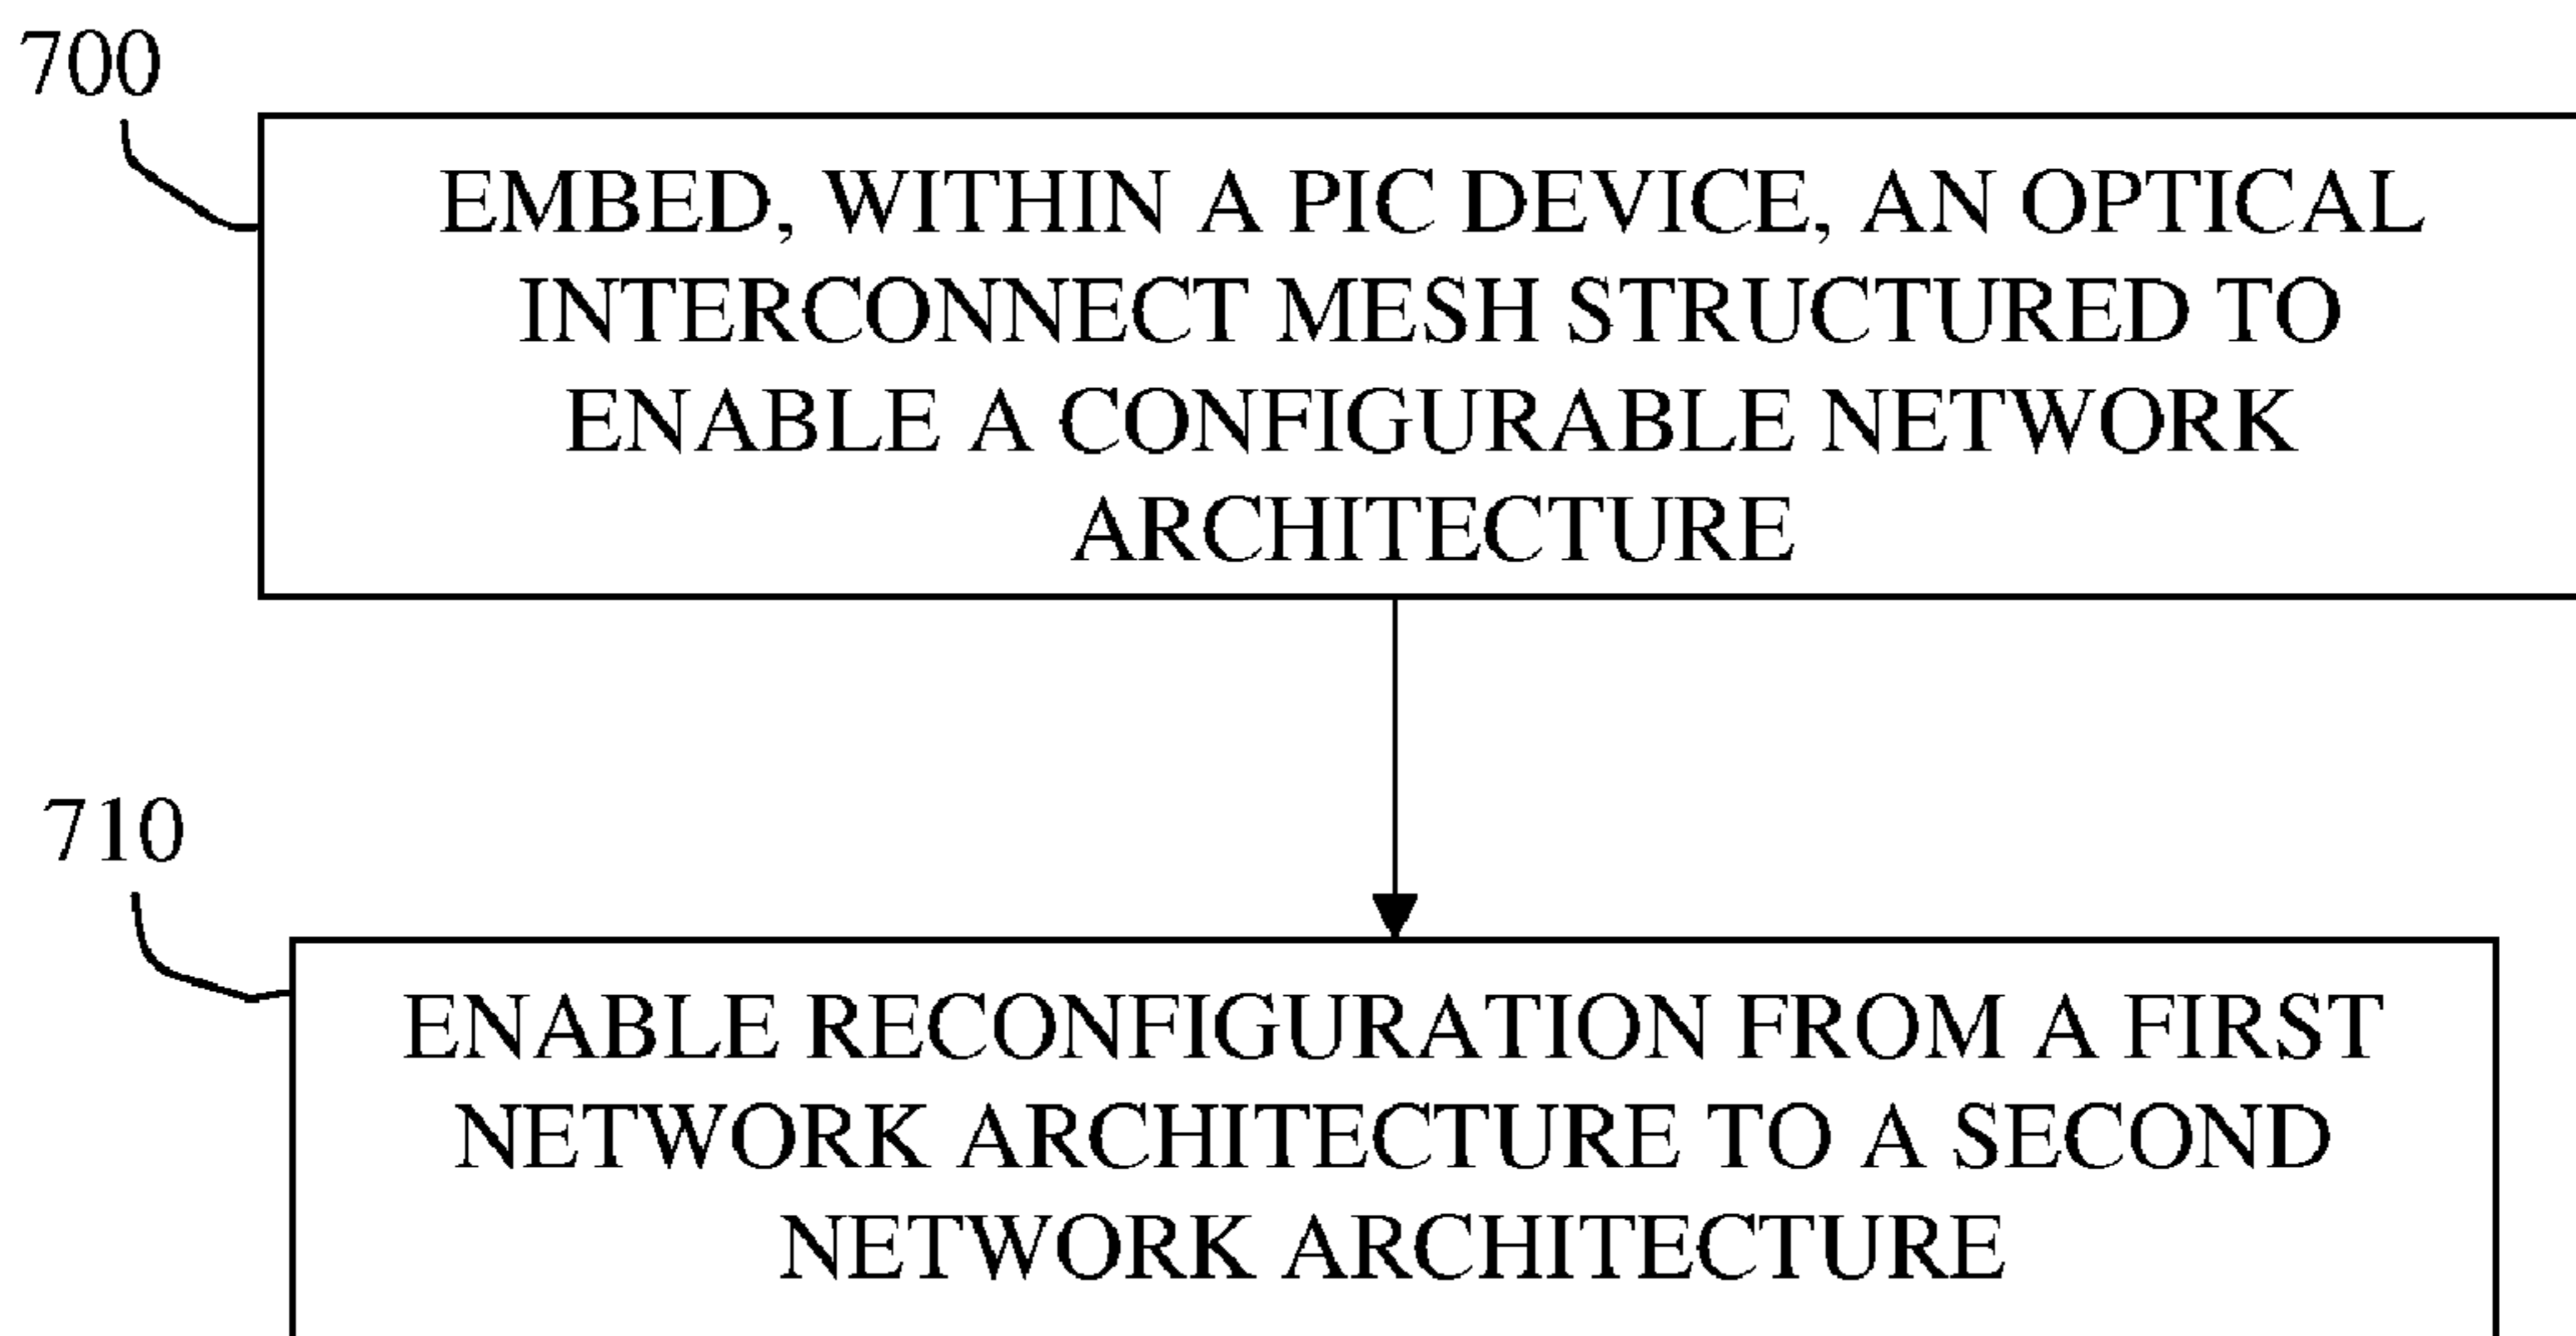 700
EMBED, WITHIN A PIC DEVICE, AN OPTICAL
INTERCONNECT MESH STRUCTURED TO
ENABLE A CONFIGURABLE NETWORK
ARCHITECTURE
710
ENABLE RECONFIGURATION FROM A FIRST
NETWORK ARCHITECTURE TO A SECOND
NETWORK ARCHITECTURE